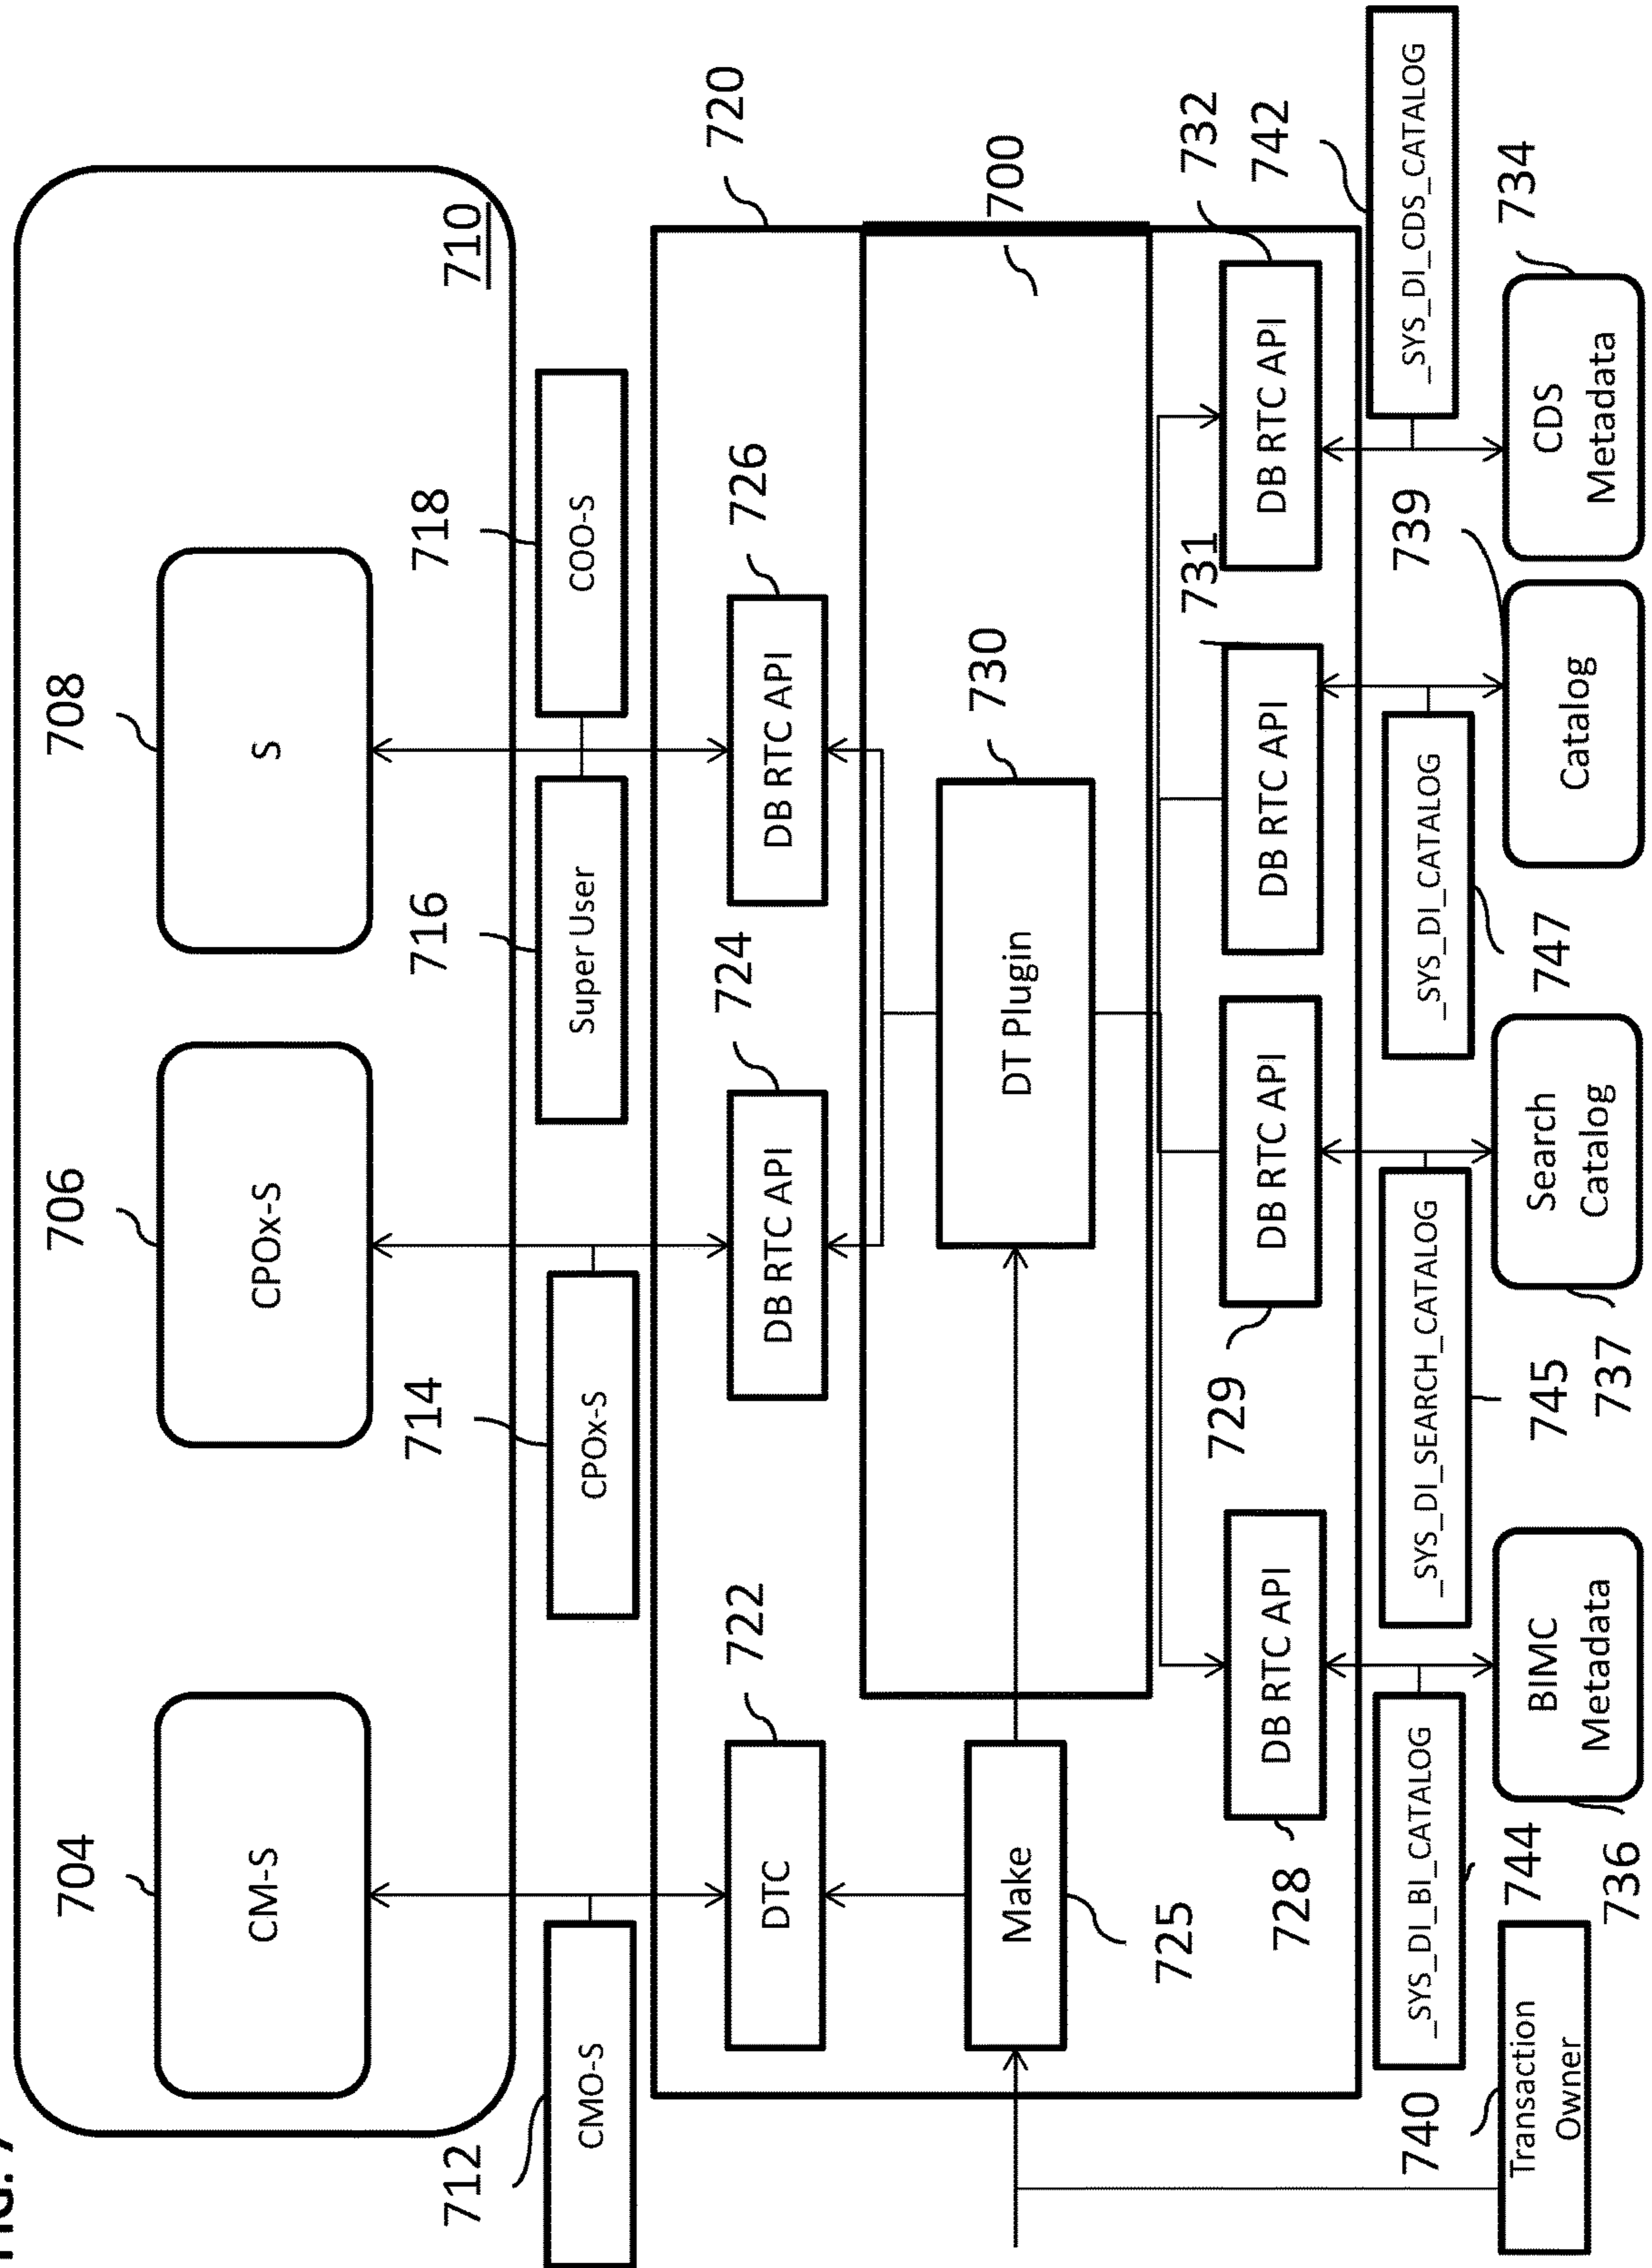 FIG. 7
704
706
708
CM-S
CPOx-S
S
710
712
714
716
718
CMO-S
CPOx-S
Super User
COO-S
722
724
726
720
DTC
DB RTC API
DB RTC API
730
700
Make
DT Plugin
725
731
732
728
DB RTC API
729
DB RTC API
DB RTC API
DB RTC API
742
740
_SYS_DI_BI_CATALOG
_SYS_DI_SEARCH_CATALOG
_SYS_DI_CATALOG
739
_SYS_DI_CDS_CATALOG
744
745
747
734
Transaction
Owner
BIMC
Metadata
Search
Catalog
Catalog
CDS
Metadata
736
737